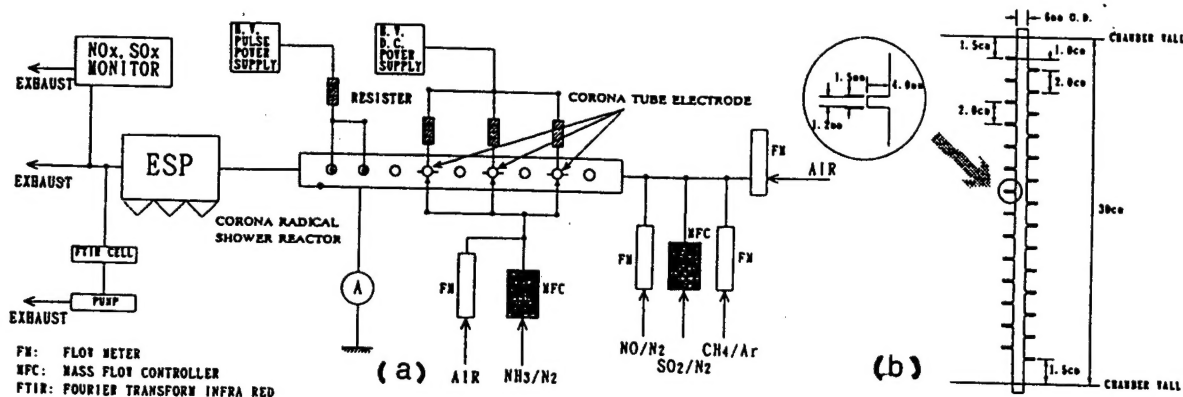 H. V.
PULSE
POWER
SUPPLY
H. V.
D.C.
POWER
SUPPLY
NOx, SOx
MONITOR
EXHAUST
RESISTER
CORONA TUBE ELECTRODE
ESP
EXHAUST
FM
AIR
CORONA RADICAL
SHOWER REACTOR
FTIR CELL
PUMP
EXHAUST
A
FM
MFC
AIR
NH3/N2
FM
MFC
FM
NO/N2
SO2/N2
CH4/Ar
(a)
FM: FLOW METER
MFC: MASS FLOW CONTROLLER
FTIR: FOURIER TRANSFORM INFRA RED
6mm O.D.
CHAMBER WALL
1.5cm
1.0cm
2.0cm
2.0cm
1.5mm
4.0mm
1.2mm
30cm
1.5cm
CHAMBER WALL
(b)